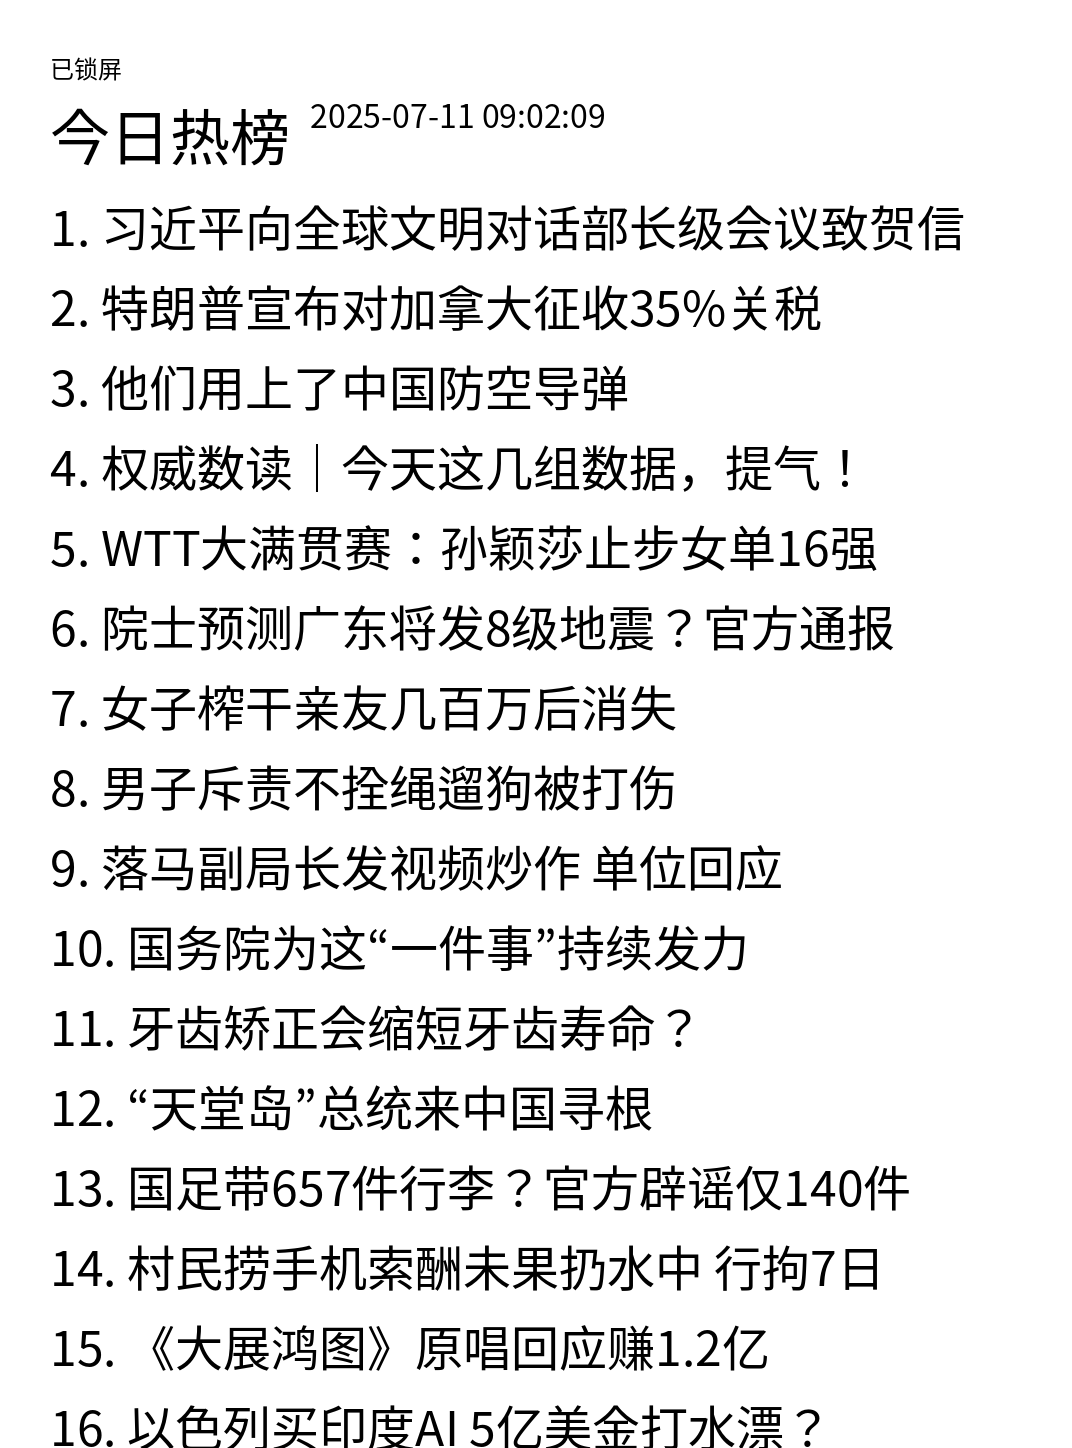 已锁屏
今日热榜 2025-07-11 09:02:09
1. 习近平向全球文明对话部长级会议致贺信
2. 特朗普宣布对加拿大征收35%关税
3. 他们用上了中国防空导弹
4. 权威数读｜今天这几组数据，提气！
5. WTT大满贯赛：孙颖莎止步女单16强
6. 院士预测广东将发8级地震？官方通报
7. 女子榨干亲友几百万后消失
8. 男子斥责不拴绳遛狗被打伤
9. 落马副局长发视频炒作 单位回应
10. 国务院为这“一件事”持续发力
11. 牙齿矫正会缩短牙齿寿命？
12. “天堂岛”总统来中国寻根
13. 国足带657件行李？官方辟谣仅140件
14. 村民捞手机索酬未果扔水中 行拘7日
15. 《大展鸿图》原唱回应赚1.2亿
16. 以色列买印度AI 5亿美金打水漂？